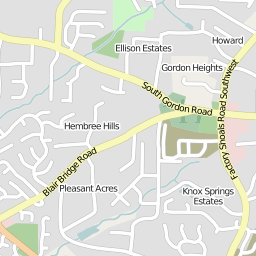 Howard
Ellison Estates
Gordon Heights
South Gordon Road
Factory Shoals Road Southwest
Hembree Hills
Blair Bridge Road
Pleasant Acres
Knox Springs
Estates